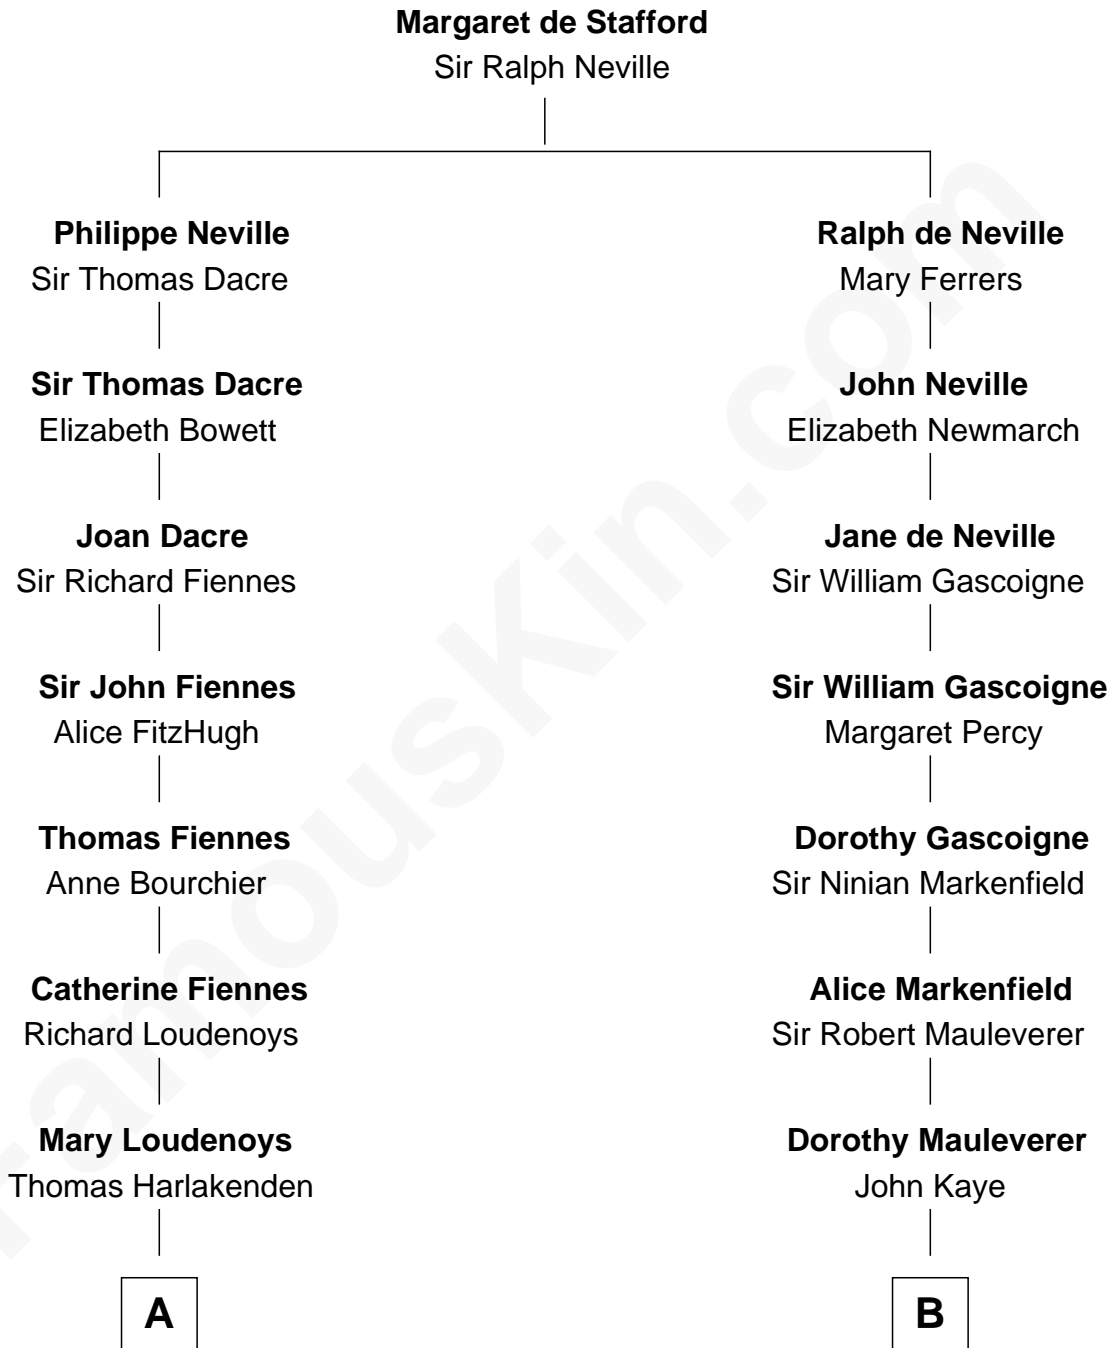 Margaret de Stafford
Sir Ralph Neville
Philippe Neville
Sir Thomas Dacre
Ralph de Neville
Mary Ferrers
Sir Thomas Dacre
Elizabeth Bowett
John Neville
Elizabeth Newmarch
Joan Dacre
Sir Richard Fiennes
Jane de Neville
Sir William Gascoigne
Sir John Fiennes
Alice FitzHugh
Sir William Gascoigne
Margaret Percy
Thomas Fiennes
Anne Bourchier
Dorothy Gascoigne
Sir Ninian Markenfield
Catherine Fiennes
Richard Loudenoys
Alice Markenfield
Sir Robert Mauleverer
Mary Loudenoys
Thomas Harlakenden
Dorothy Mauleverer
John Kaye
A
B
FamousKin.com